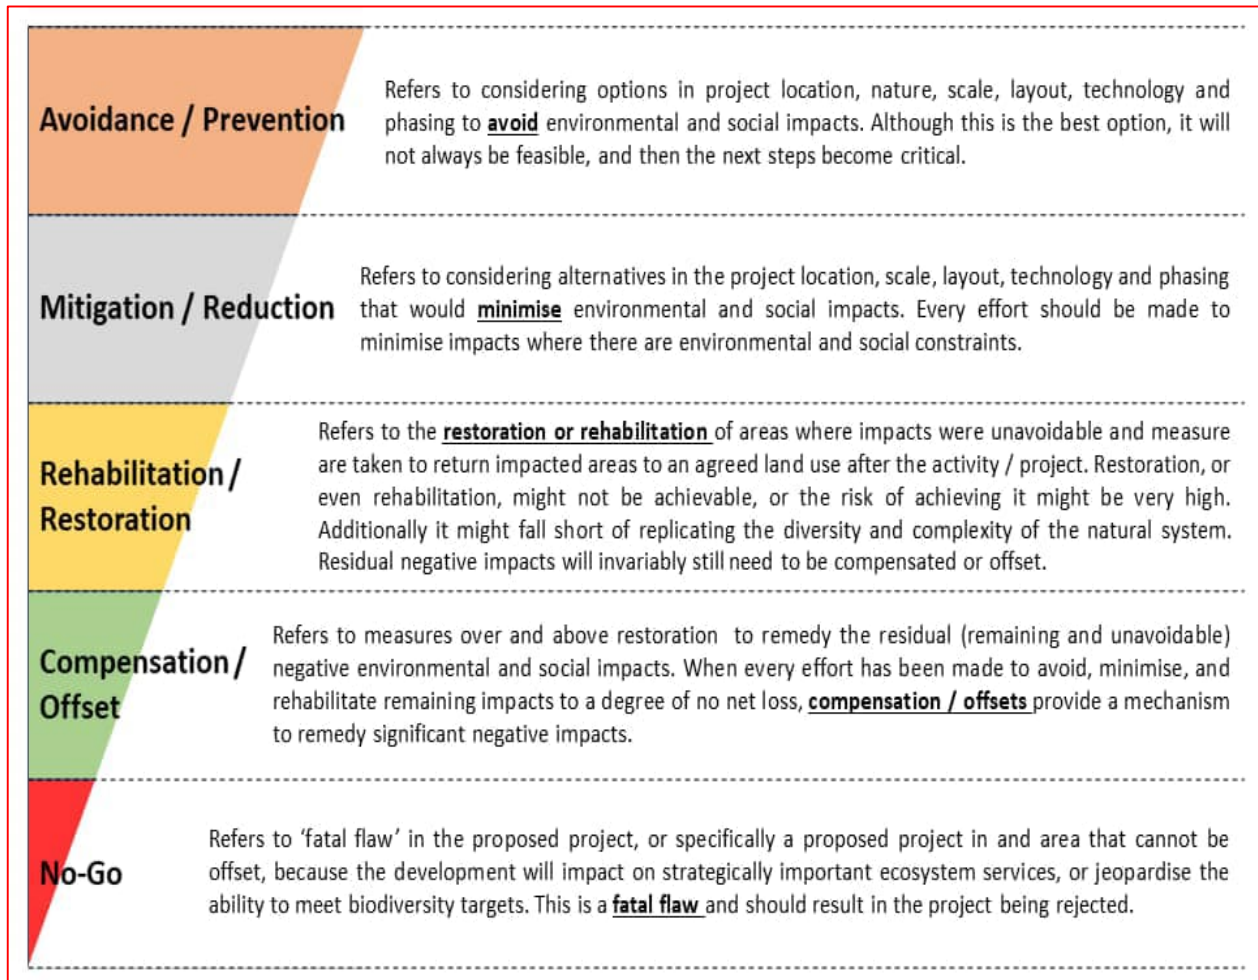 Avoidance / Prevention
Refers to considering options in project location, nature, scale, layout, technology and
phasing to avoid environmental and social impacts. Although this is the best option, it will
not always be feasible, and then the next steps become critical.
Mitigation / Reduction
Refers to considering alternatives in the project location, scale, layout, technology and phasing
that would minimise environmental and social impacts. Every effort should be made to
minimise impacts where there are environmental and social constraints.
Rehabilitation /
Restoration
Refers to the restoration or rehabilitation of areas where impacts were unavoidable and measure
are taken to return impacted areas to an agreed land use after the activity / project. Restoration, or
even rehabilitation, might not be achievable, or the risk of achieving it might be very high.
Additionally it might fall short of replicating the diversity and complexity of the natural system.
Residual negative impacts will invariably still need to be compensated or offset.
Compensation /
Offset
Refers to measures over and above restoration to remedy the residual (remaining and unavoidable)
negative environmental and social impacts. When every effort has been made to avoid, minimise, and
rehabilitate remaining impacts to a degree of no net loss, compensation / offsets provide a mechanism
to remedy significant negative impacts.
No-Go
Refers to ‘fatal flaw’ in the proposed project, or specifically a proposed project in and area that cannot be
offset, because the development will impact on strategically important ecosystem services, or jeopardise the
ability to meet biodiversity targets. This is a fatal flaw and should result in the project being rejected.